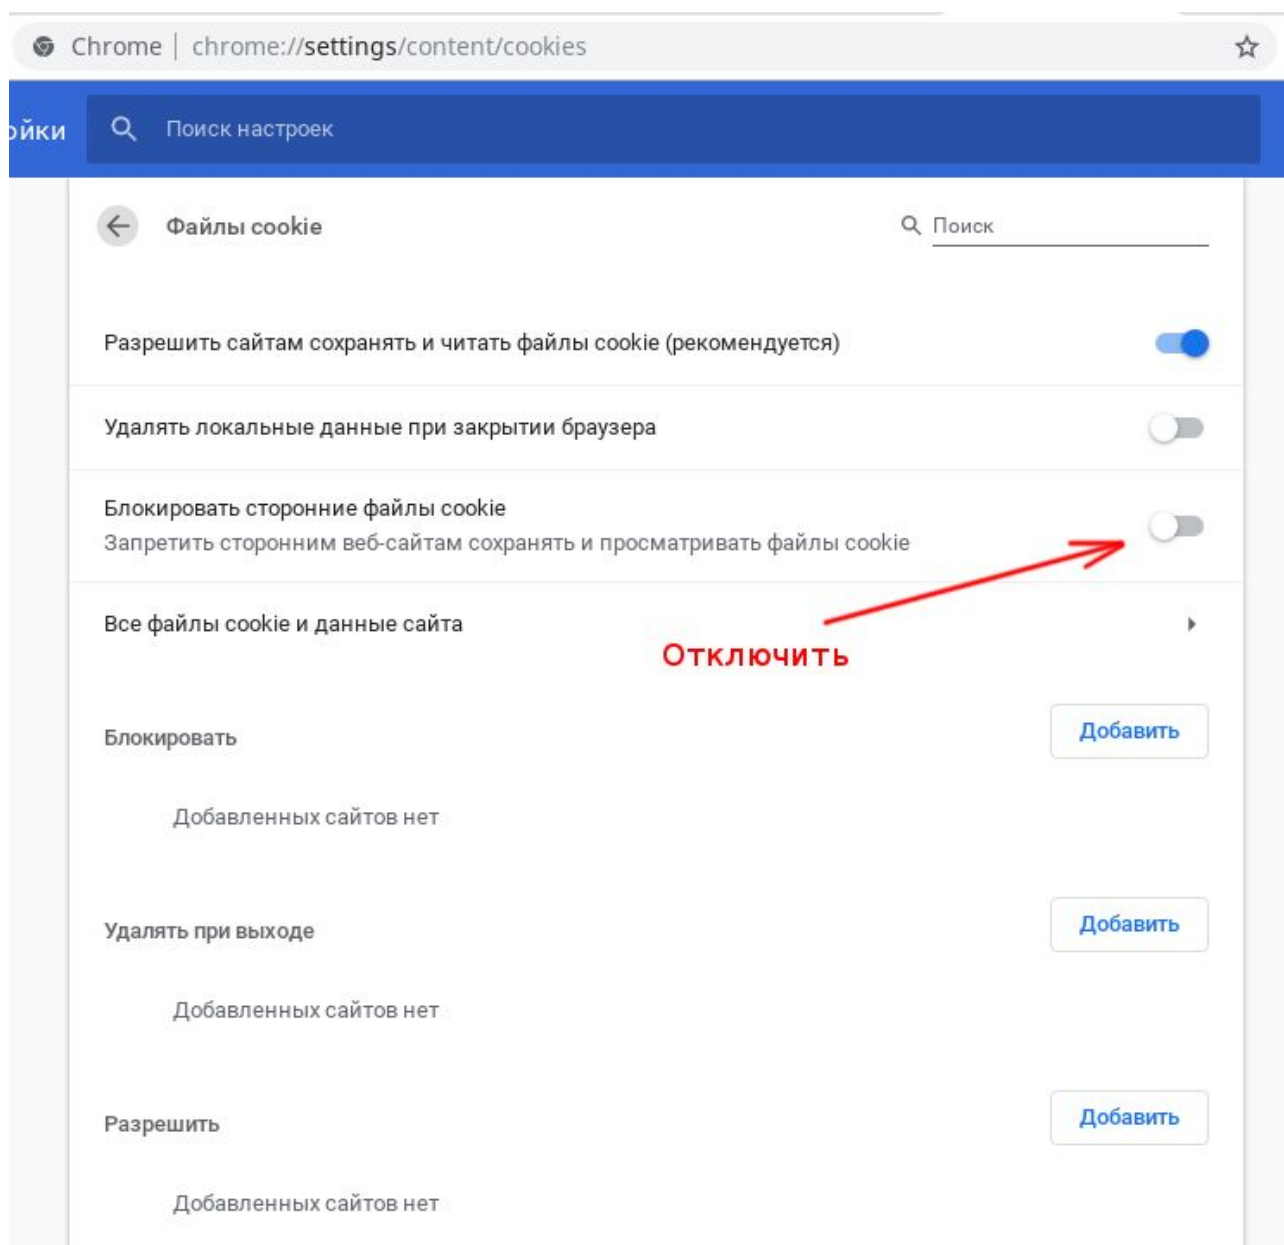 Chrome | chrome://settings/content/cookies
ойки Поиск настроек
Файлы cookie Поиск
Разрешить сайтам сохранять и читать файлы cookie (рекомендуется)
Удалять локальные данные при закрытии браузера
Блокировать сторонние файлы cookie
Запретить сторонним веб-сайтам сохранять и просматривать файлы cookie
Все файлы cookie и данные сайта
Отключить
Блокировать Добавить
Добавленных сайтов нет
Удалять при выходе Добавить
Добавленных сайтов нет
Разрешить Добавить
Добавленных сайтов нет